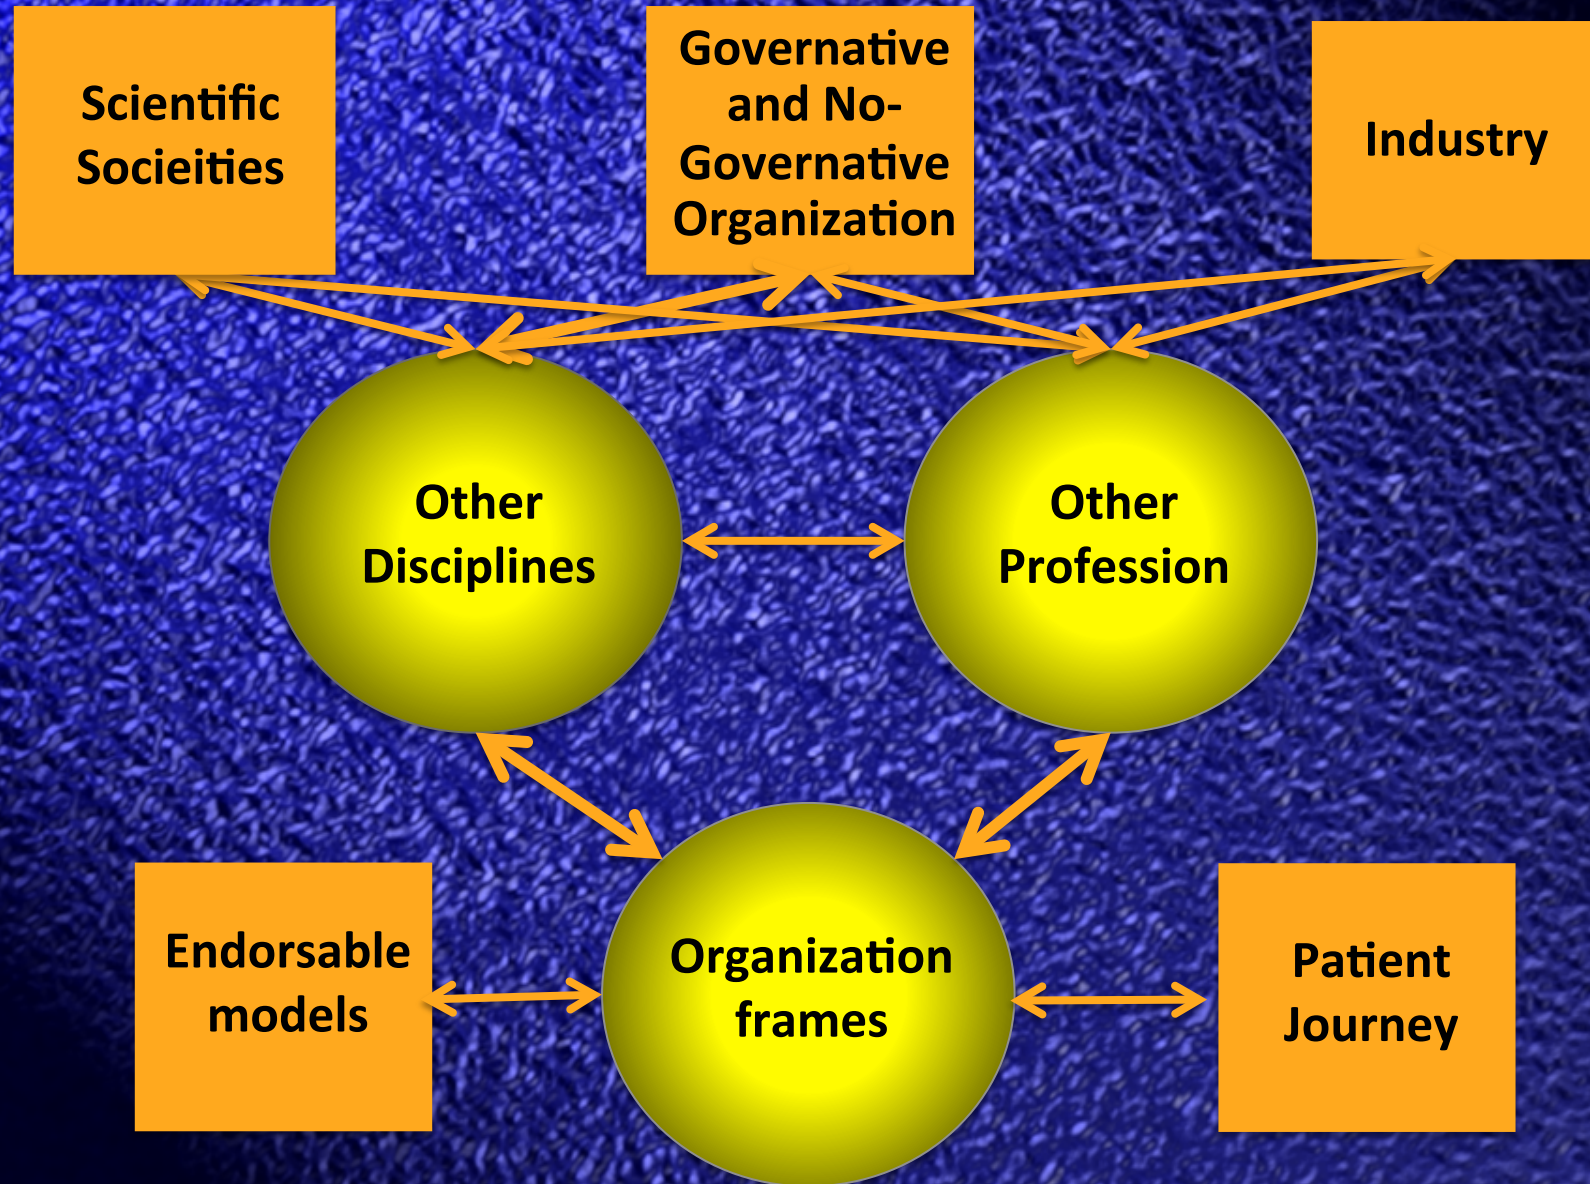 Scientific
Socieities
Governative
and No-
Governative
Organization
Industry
Other
Disciplines
Other
Profession
Endorsable
models
Organization
frames
Patient
Journey